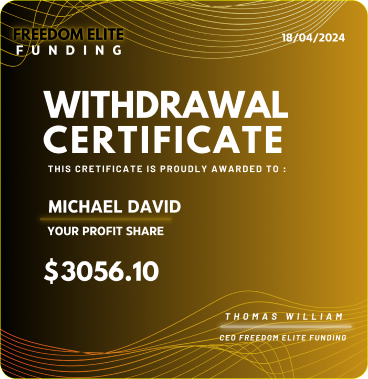 FREEDOM ELITE
FUNDING
18/04/2024
WITHDRAWAL
CERTIFICATE
THIS CRETIFICATE IS PROUDLY AWARDED TO :
MICHAEL DAVID
YOUR PROFIT SHARE
$3056.10
THOMAS WILLIAM
CEO FREEDOM ELITE FUNDING